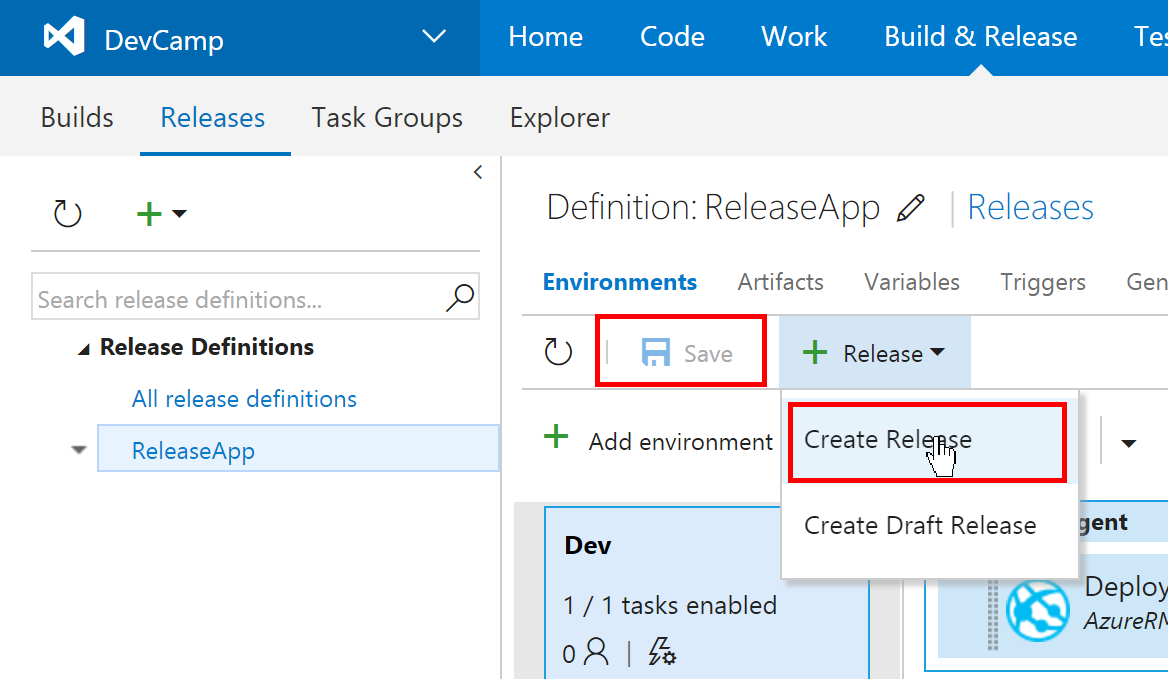 DevCamp
Home Code Work Build & Release Tes
Builds Releases Task Groups Explorer
Definition: ReleaseApp | Releases
Search release definitions...
Environments Artifacts Variables Triggers Gen
Release Definitions
Save
Release
All release definitions
ReleaseApp
Add environment
Create Release
Create Draft Release
gent
Dev
1 / 1 tasks enabled
0
Deploy
AzureRM